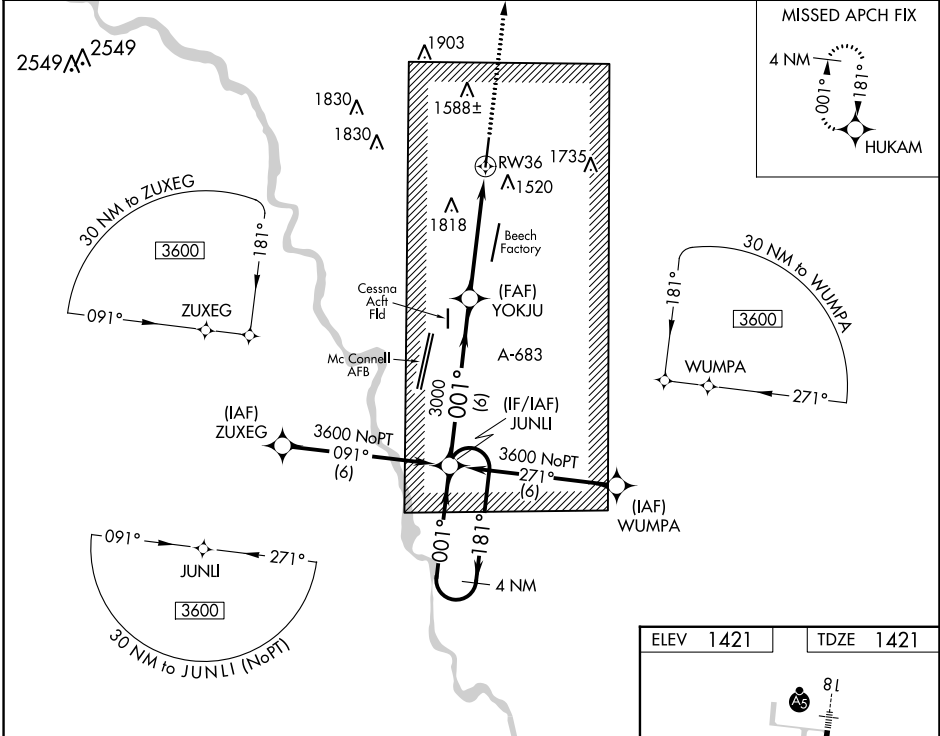 MISSED APCH FIX
4 NM
001°
181°
HUKAM
2549
2549
1903
1830
1830
1588±
RW36
1735
1520
1818
Beech
Factory
30 NM to ZUXEG
3600
181°
ZUXEG
091°
Cessna
Acft
Fld
(FAF)
YOKJU
Mc Connell
AFB
A-683
30 NM to WUMPA
181°
3600
WUMPA
271°
3000
001°
(6)
(IF/IAF)
JUNLI
(IAF)
ZUXEG
3600 NoPT
091°
(6)
3600 NoPT
271°
(6)
(IAF)
WUMPA
001°
181°
4 NM
091°
271°
JUNLI
3600
30 NM to JUNLI (NoPT)
ELEV 1421
TDZE 1421
A5
18